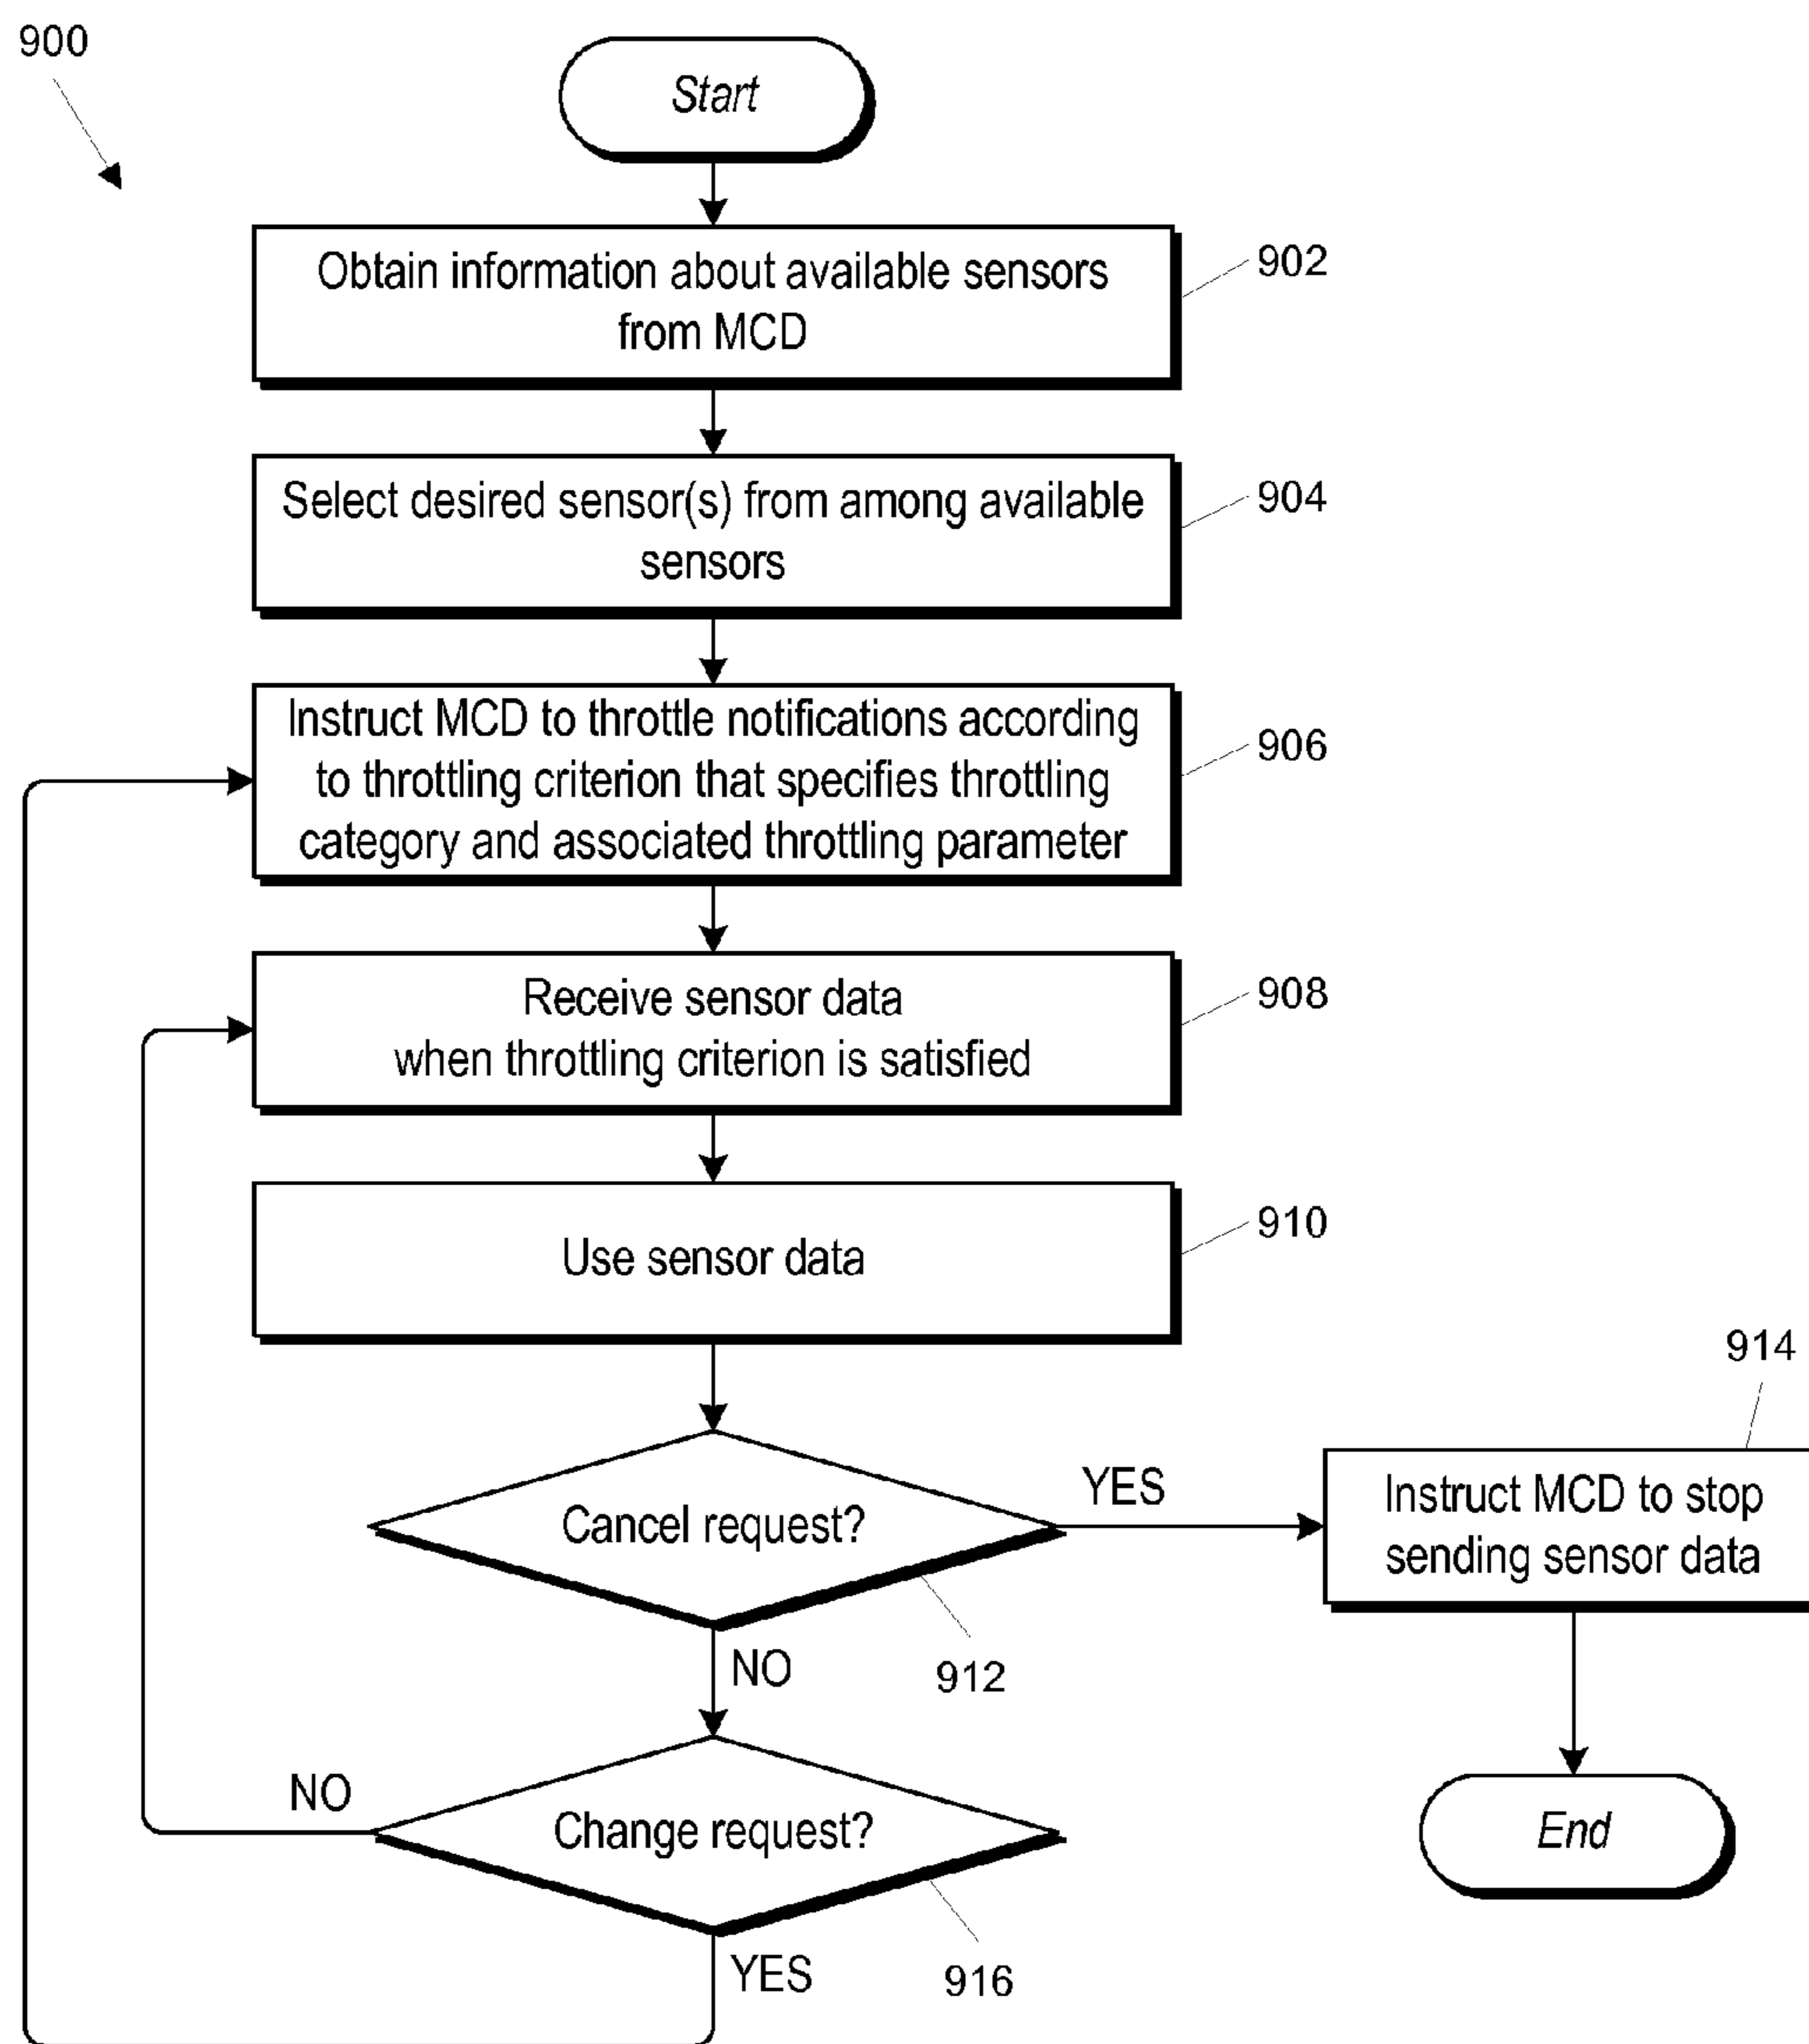 900
Start
Obtain information about available sensors
from MCD
902
Select desired sensor(s) from among available
sensors
904
Instruct MCD to throttle notifications according
to throttling criterion that specifies throttling
category and associated throttling parameter
906
Receive sensor data
when throttling criterion is satisfied
908
Use sensor data
910
Cancel request?
YES
912
NO
914
Instruct MCD to stop
sending sensor data
Change request?
NO
YES
916
End